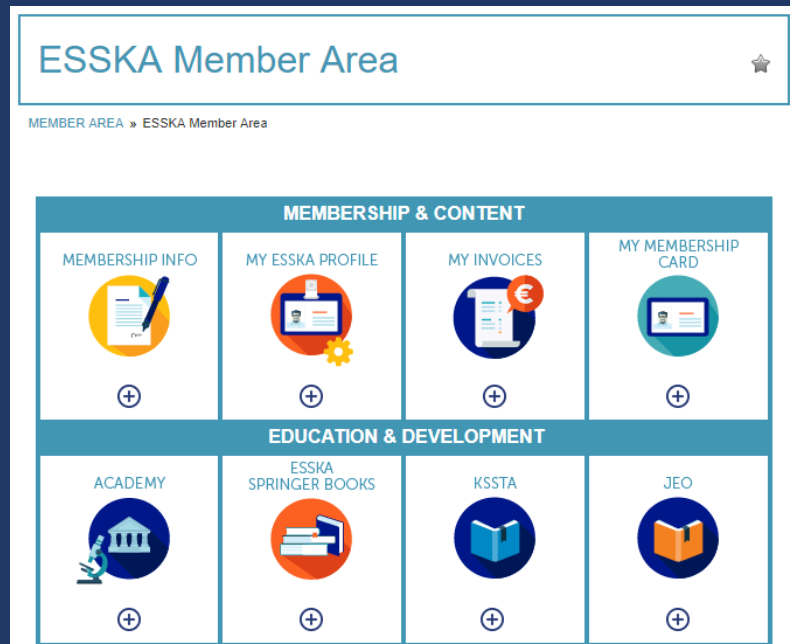 ESSKA Member Area
MEMBER AREA » ESSKA Member Area
MEMBERSHIP & CONTENT
MEMBERSHIP INFO
MY ESSKA PROFILE
MY INVOICES
MY MEMBERSHIP
CARD
€
EDUCATION & DEVELOPMENT
ACADEMY
ESSKA
SPRINGER BOOKS
KSSTA
JEO